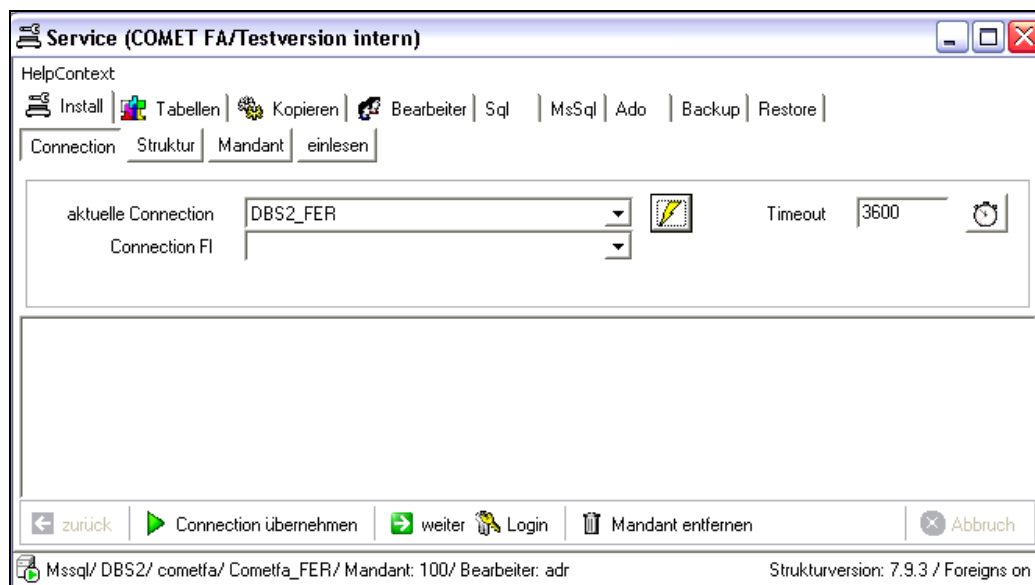 Service (COMET FA/Testversion intern)
HelpContext
Install Tabellen Kopieren Bearbeiter Sql MsSql Ado Backup Restore
Connection Struktur Mandant einlesen
aktuelle Connection DBS2_FER Timeout 3600
Connection FI
zurück Connection übernehmen weiter Login Mandant entfernen Abbruch
Mssql/ DBS2/ cometfa/ Cometfa_FER/ Mandant: 100/ Bearbeiter: adr Strukturversion: 7.9.3 / Foreigns on